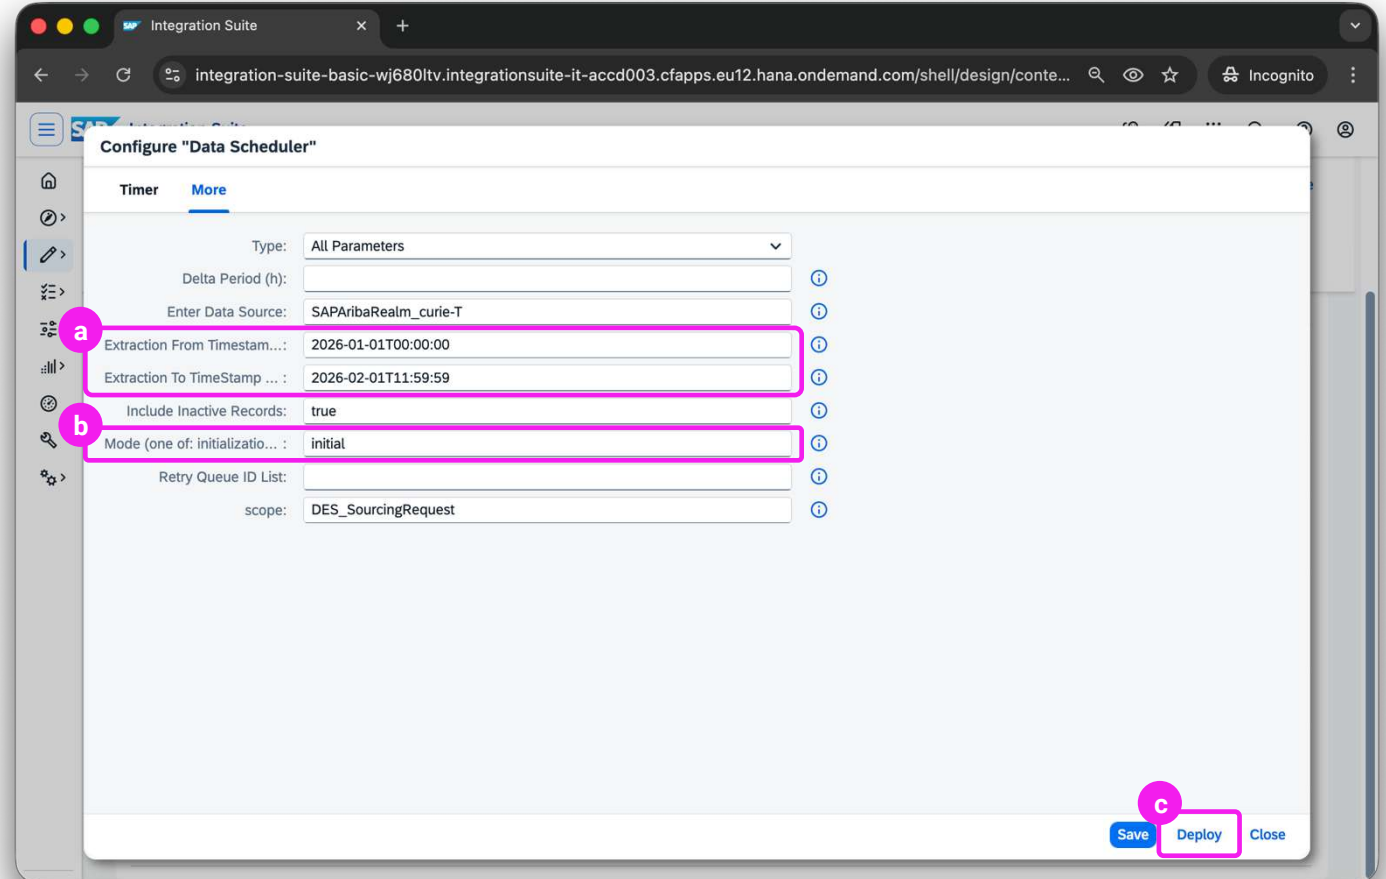 Integration Suite
integration-suite-basic-wj680ltv.integrationsuite-it-accd003.cfapps.eu12.hana.ondemand.com/shell/design/conte...
Incognito
Configure "Data Scheduler"
Timer More
Type: All Parameters
Delta Period (h):
Enter Data Source: SAPAribaRealm_curie-T
a
Extraction From Timestam...: 2026-01-01T00:00:00
Extraction To TimeStamp ... : 2026-02-01T11:59:59
Include Inactive Records: true
b
Mode (one of: initializatio... : initial
Retry Queue ID List:
scope: DES_SourcingRequest
c
Save Deploy Close